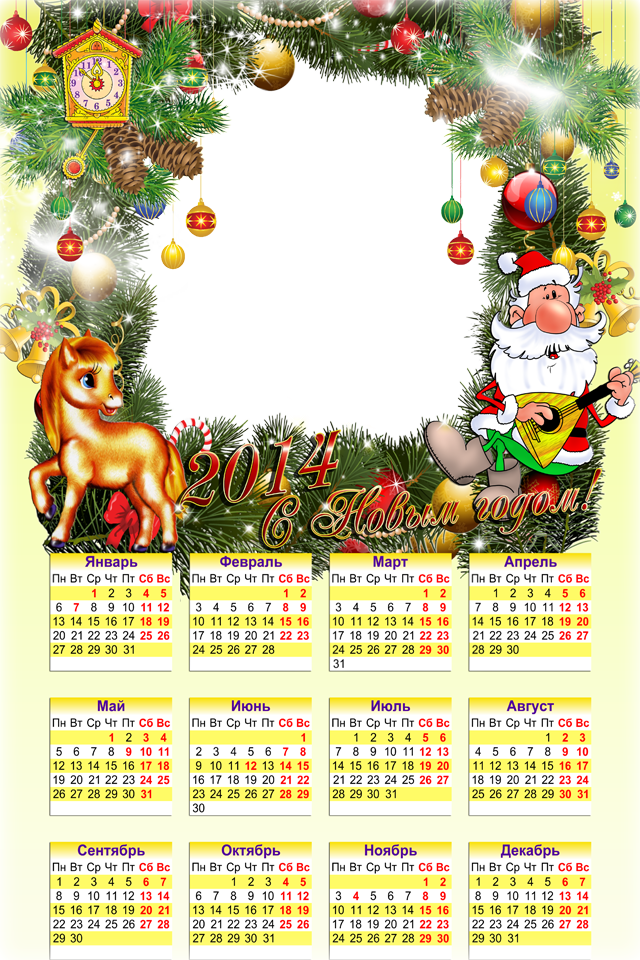 2014
С Новым годом!
Январь Февраль Март Апрель
Пн Вт Ср Чт Пт Сб Вс Пн Вт Ср Чт Пт Сб Вс Пн Вт Ср Чт Пт Сб Вс Пн Вт Ср Чт Пт Сб Вс
1 2 3 4 5 1 2 1 2 1 2 3 4 5 6
6 7 8 9 10 11 12 3 4 5 6 7 8 9 3 4 5 6 7 8 9 7 8 9 10 11 12 13
13 14 15 16 17 18 19 10 11 12 13 14 15 16 10 11 12 13 14 15 16 14 15 16 17 18 19 20
20 21 22 23 24 25 26 17 18 19 20 21 22 23 17 18 19 20 21 22 23 21 22 23 24 25 26 27
27 28 29 30 31 24 25 26 27 28 24 25 26 27 28 29 30 28 29 30
31
Май Июнь Июль Август
Пн Вт Ср Чт Пт Сб Вс Пн Вт Ср Чт Пт Сб Вс Пн Вт Ср Чт Пт Сб Вс Пн Вт Ср Чт Пт Сб Вс
1 2 3 4 1 1 2 3 4 5 6 1 2 3
5 6 7 8 9 10 11 2 3 4 5 6 7 8 7 8 9 10 11 12 13 4 5 6 7 8 9 10
12 13 14 15 16 17 18 9 10 11 12 13 14 15 14 15 16 17 18 19 20 11 12 13 14 15 16 17
19 20 21 22 23 24 25 16 17 18 19 20 21 22 21 22 23 24 25 26 27 18 19 20 21 22 23 24
26 27 28 29 30 31 23 24 25 26 27 28 29 28 29 30 31 25 26 27 28 29 30 31
30
Сентябрь Октябрь Ноябрь Декабрь
Пн Вт Ср Чт Пт Сб Вс Пн Вт Ср Чт Пт Сб Вс Пн Вт Ср Чт Пт Сб Вс Пн Вт Ср Чт Пт Сб Вс
1 2 3 4 5 6 7 1 2 3 4 5 1 2 1 2 3 4 5 6 7
8 9 10 11 12 13 14 6 7 8 9 10 11 12 3 4 5 6 7 8 9 8 9 10 11 12 13 14
15 16 17 18 19 20 21 13 14 15 16 17 18 19 10 11 12 13 14 15 16 15 16 17 18 19 20 21
22 23 24 25 26 27 28 20 21 22 23 24 25 26 17 18 19 20 21 22 23 22 23 24 25 26 27 28
29 30 27 28 29 30 31 24 25 26 27 28 29 30 29 30 31